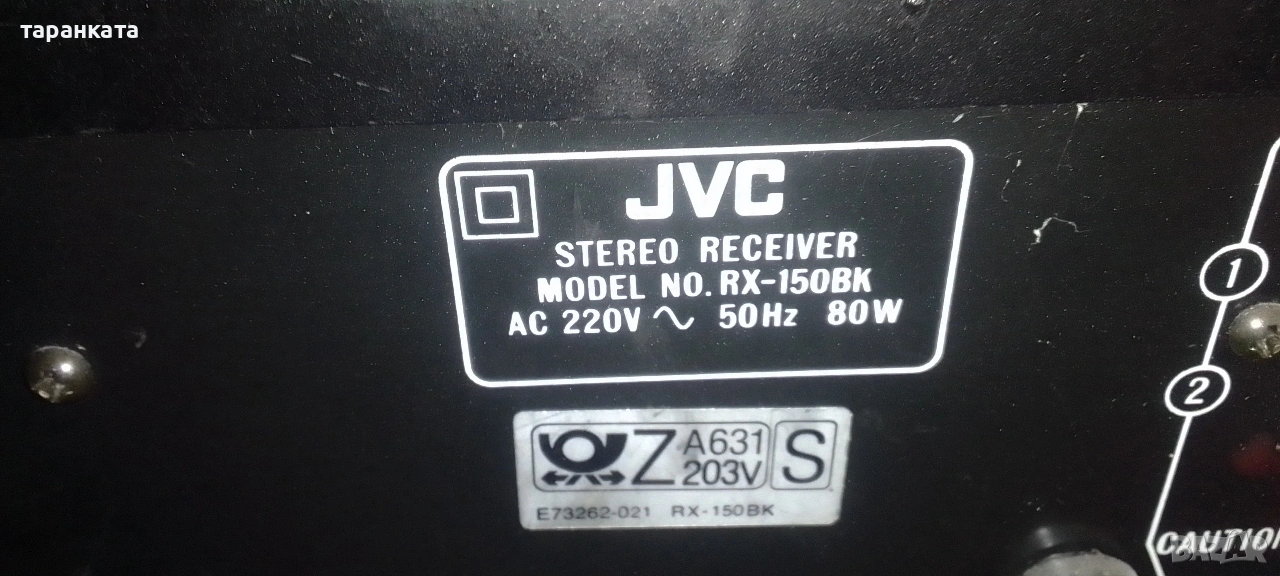 таранката
JVC
STEREO RECEIVER
MODEL NO. RX-150BK
AC 220V ~ 50Hz 80W
1
2
Z A631 203V S
E73262-021 RX-150BK
CAUTION
BAZAR